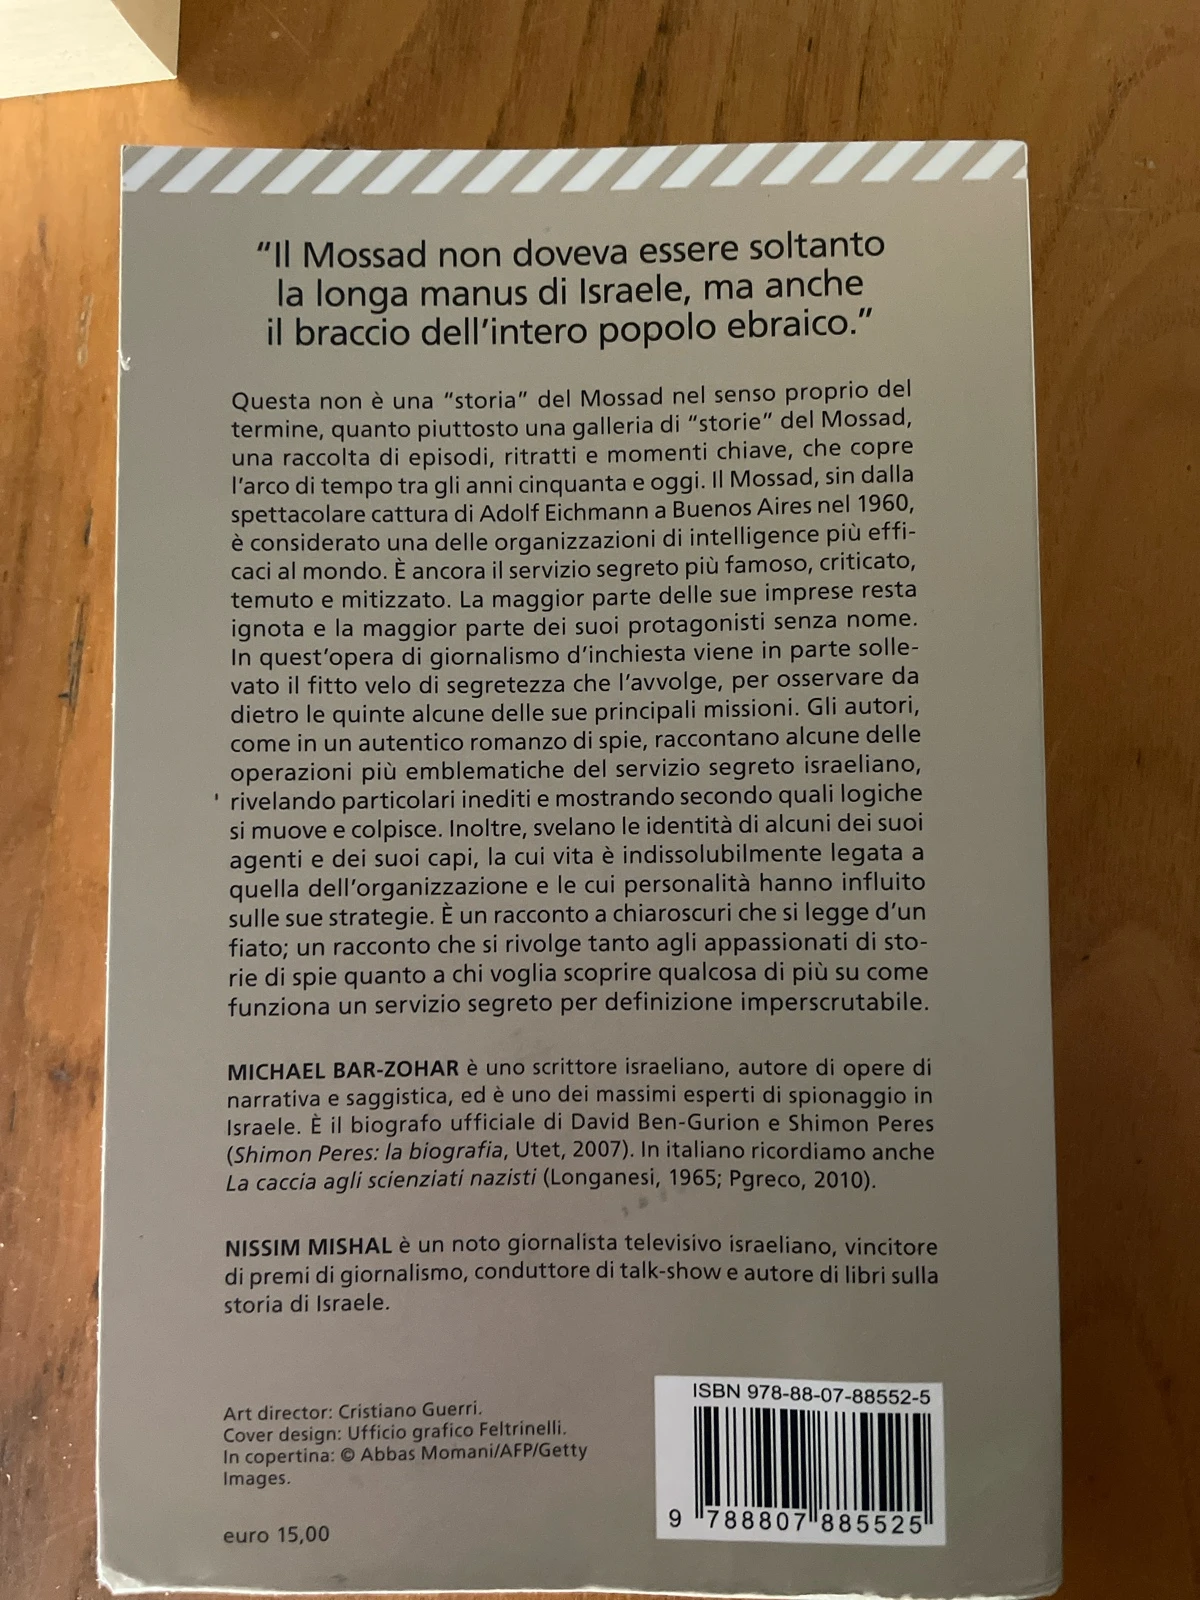 “Il Mossad non doveva essere soltanto
la longa manus di Israele, ma anche
il braccio dell’intero popolo ebraico.”
Questa non è una “storia” del Mossad nel senso proprio del
termine, quanto piuttosto una galleria di “storie” del Mossad,
una raccolta di episodi, ritratti e momenti chiave, che copre
l’arco di tempo tra gli anni cinquanta e oggi. Il Mossad, sin dalla
spettacolare cattura di Adolf Eichmann a Buenos Aires nel 1960,
è considerato una delle organizzazioni di intelligence più effi-
caci al mondo. È ancora il servizio segreto più famoso, criticato,
temuto e mitizzato. La maggior parte delle sue imprese resta
ignota e la maggior parte dei suoi protagonisti senza nome.
In quest’opera di giornalismo d’inchiesta viene in parte solle-
vato il fitto velo di segretezza che l’avvolge, per osservare da
dietro le quinte alcune delle sue principali missioni. Gli autori,
come in un autentico romanzo di spie, raccontano alcune delle
operazioni più emblematiche del servizio segreto israeliano,
rivelando particolari inediti e mostrando secondo quali logiche
si muove e colpisce. Inoltre, svelano le identità di alcuni dei suoi
agenti e dei suoi capi, la cui vita è indissolubilmente legata a
quella dell’organizzazione e le cui personalità hanno influito
sulle sue strategie. È un racconto a chiaroscuri che si legge d’un
fiato; un racconto che si rivolge tanto agli appassionati di sto-
rie di spie quanto a chi voglia scoprire qualcosa di più su come
funziona un servizio segreto per definizione imperscrutabile.
MICHAEL BAR-ZOHAR è uno scrittore israeliano, autore di opere di
narrativa e saggistica, ed è uno dei massimi esperti di spionaggio in
Israele. È il biografo ufficiale di David Ben-Gurion e Shimon Peres
(Shimon Peres: la biografia, Utet, 2007). In italiano ricordiamo anche
La caccia agli scienziati nazisti (Longanesi, 1965; Pgreco, 2010).
NISSIM MISHAL è un noto giornalista televisivo israeliano, vincitore
di premi di giornalismo, conduttore di talk-show e autore di libri sulla
storia di Israele.
Art director: Cristiano Guerri.
Cover design: Ufficio grafico Feltrinelli.
In copertina: © Abbas Momani/AFP/Getty
Images.
euro 15,00
ISBN 978-88-07-88552-5
9 788807 885525